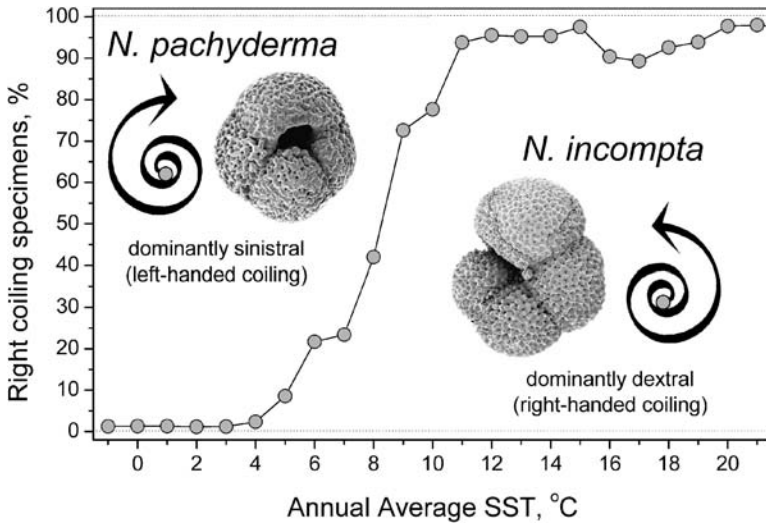 100
90
80
70
60
50
40
30
20
10
0
Right coiling specimens, %
N. pachyderma
dominantly sinistral
(left-handed coiling)
N. incompta
dominantly dextral
(right-handed coiling)
0 2 4 6 8 10 12 14 16 18 20
Annual Average SST, °C